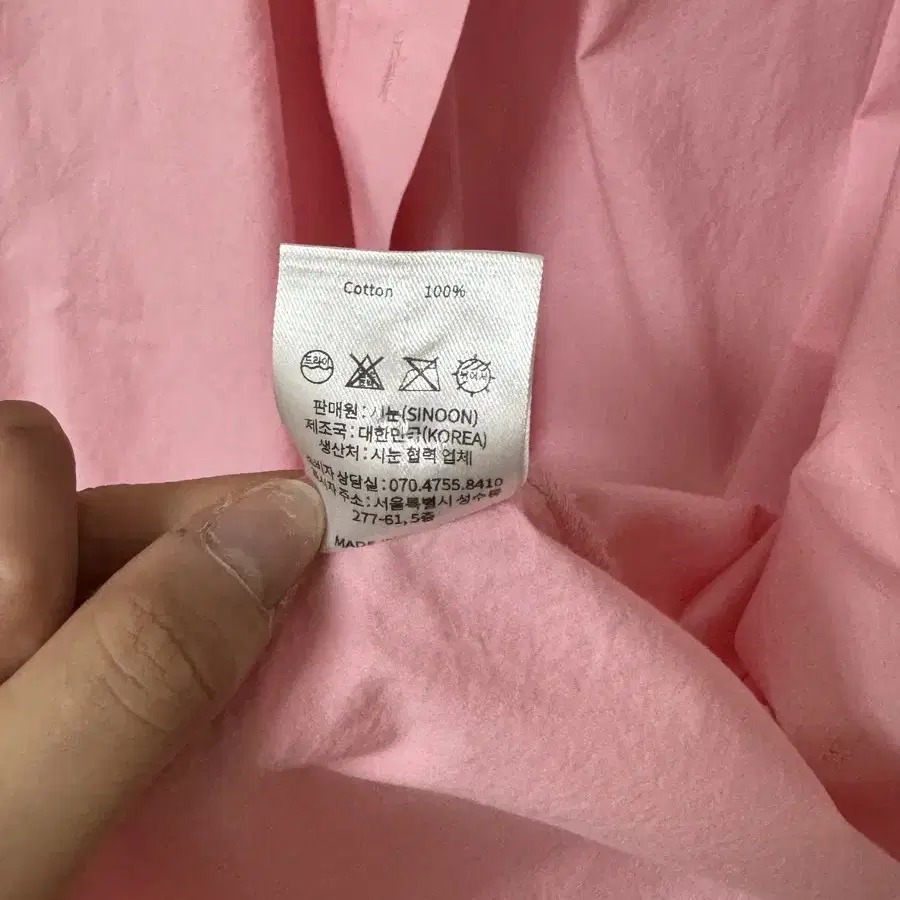 Cotton 100%
드라이
판매원 : 시눈(SINOON)
제조국 : 대한민국(KOREA)
생산처 : 시눈 협력 업체
상담실 : 070.4755.8410
주소 : 서울특별시 성수동
277-61, 5층
MADE